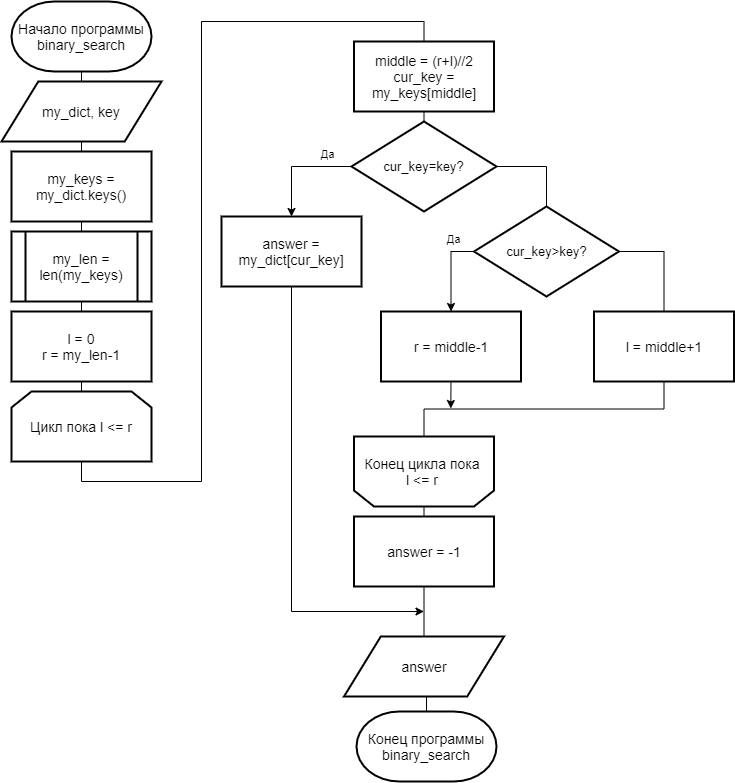 Начало программы
binary_search
my_dict, key
my_keys =
my_dict.keys()
my_len =
len(my_keys)
l = 0
r = my_len-1
Цикл пока l <= r
middle = (r+l)//2
cur_key =
my_keys[middle]
cur_key=key?
Да
answer =
my_dict[cur_key]
cur_key>key?
Да
r = middle-1
l = middle+1
Конец цикла пока
l <= r
answer = -1
answer
Конец программы
binary_search